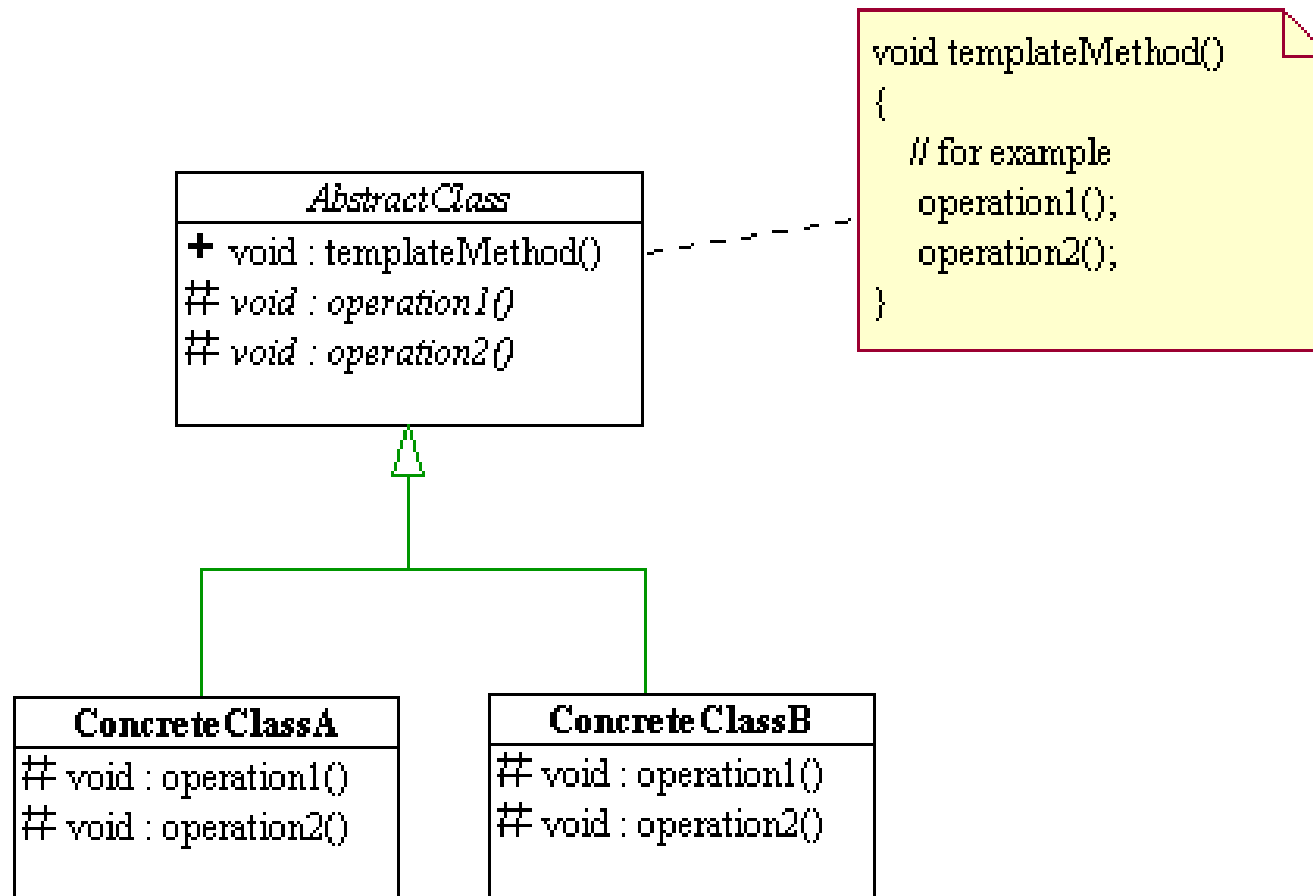 void templateMethod()
{
// for example
operation1();
operation2();
}
AbstractClass
+ void : templateMethod()
# void : operation1()
# void : operation2()
ConcreteClassA
# void : operation1()
# void : operation2()
ConcreteClassB
# void : operation1()
# void : operation2()